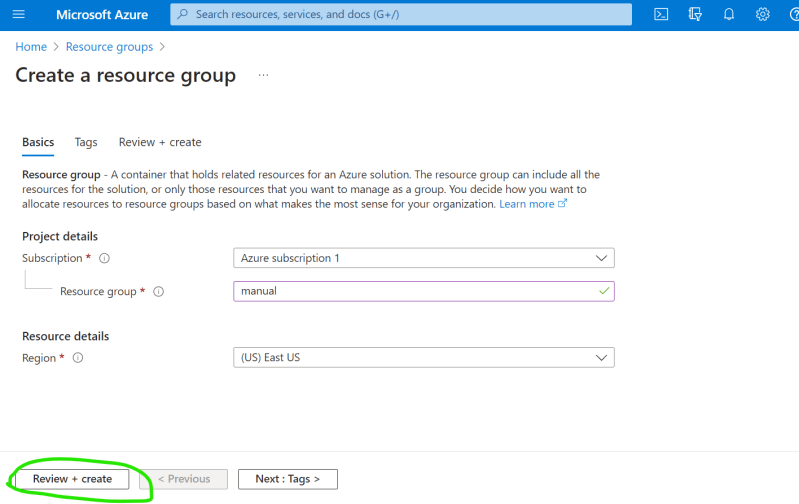 Microsoft Azure
Search resources, services, and docs (G+/)
Home > Resource groups >
Create a resource group ...
Basics Tags Review + create
Resource group - A container that holds related resources for an Azure solution. The resource group can include all the
resources for the solution, or only those resources that you want to manage as a group. You decide how you want to
allocate resources to resource groups based on what makes the most sense for your organization. Learn more
Project details
Subscription * Azure subscription 1
Resource group * manual
Resource details
Region * (US) East US
Review + create < Previous Next : Tags >